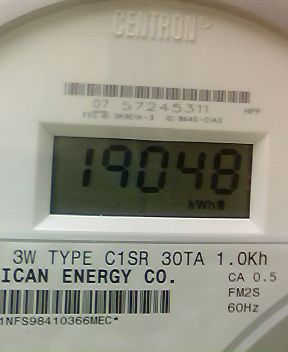 CENTRON®
07 57245311
HPP
19048
kWh
3W TYPE C1SR 30TA 1.0Kh
ICAN ENERGY CO.
CA 0.5
FM2S
60Hz
1NFS98410366MEC*